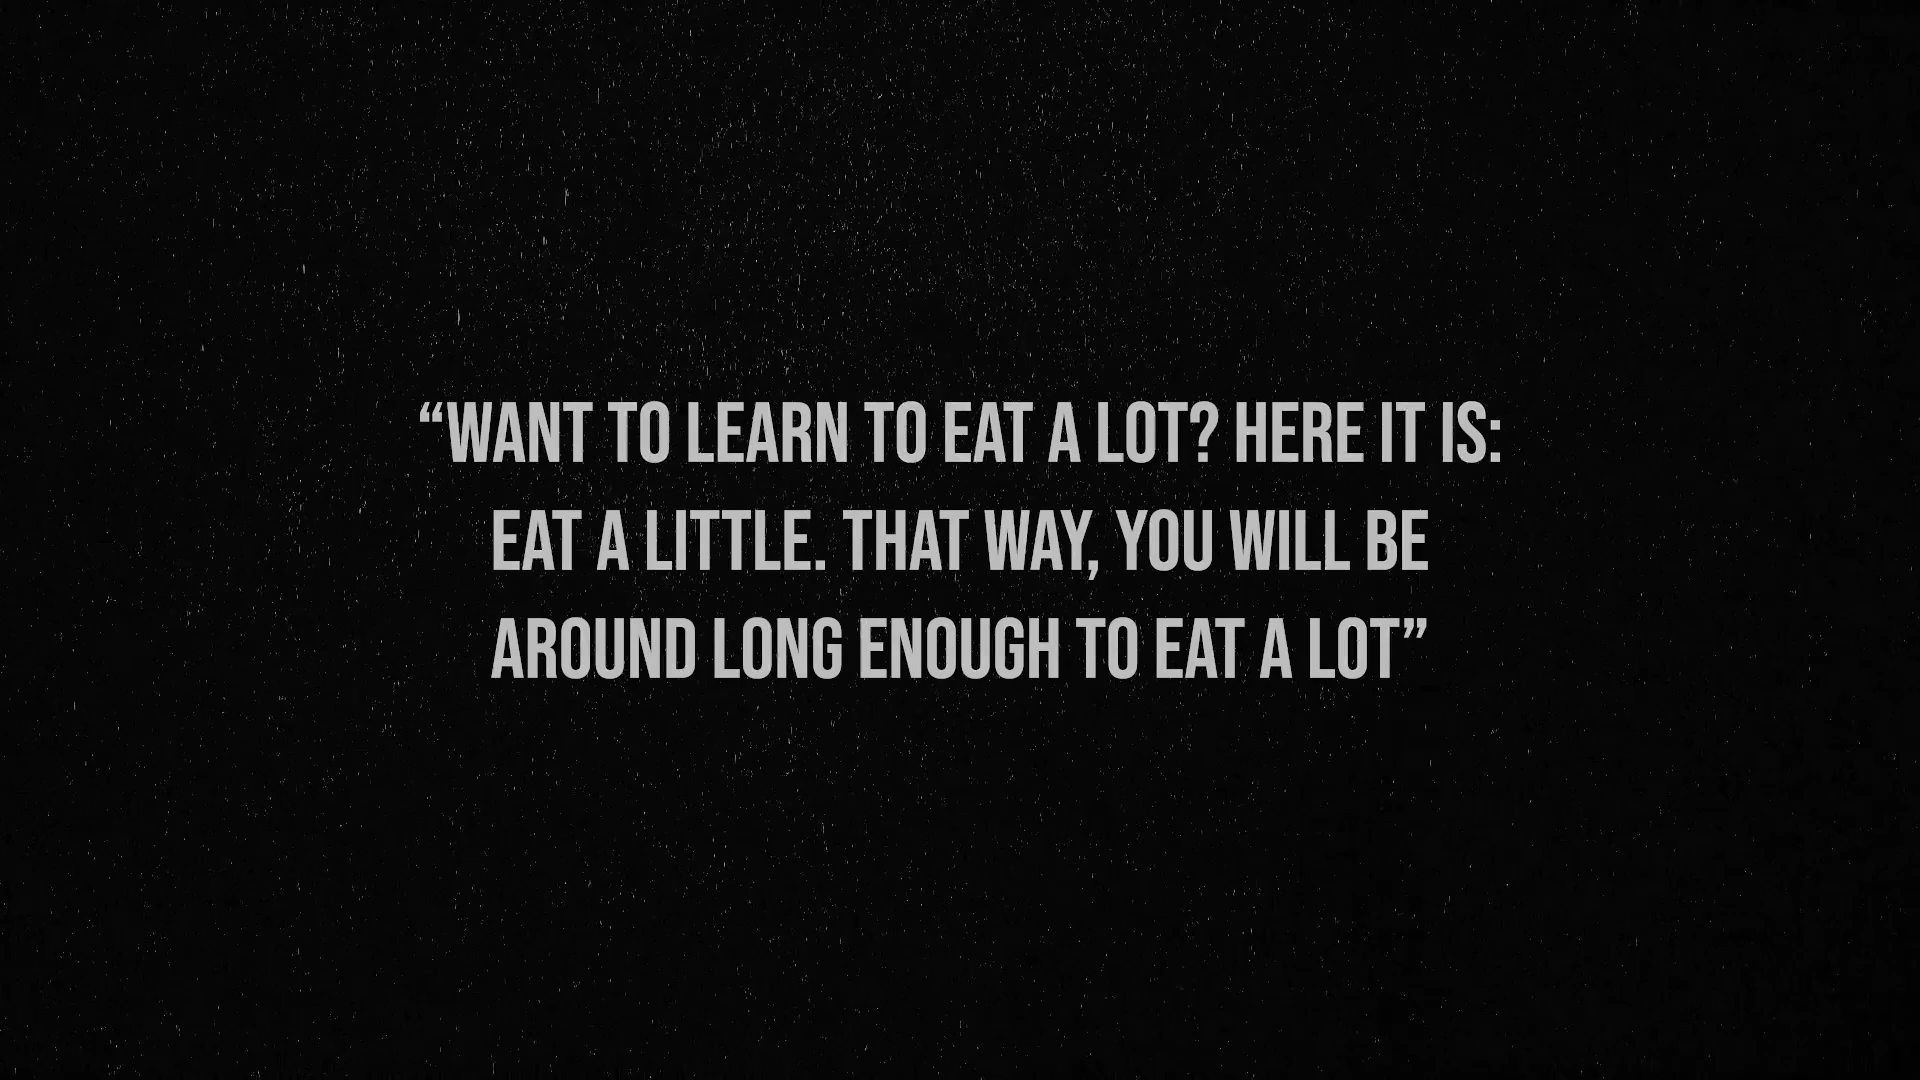 “WANT TO LEARN TO EAT A LOT? HERE IT IS:
EAT A LITTLE. THAT WAY, YOU WILL BE
AROUND LONG ENOUGH TO EAT A LOT”